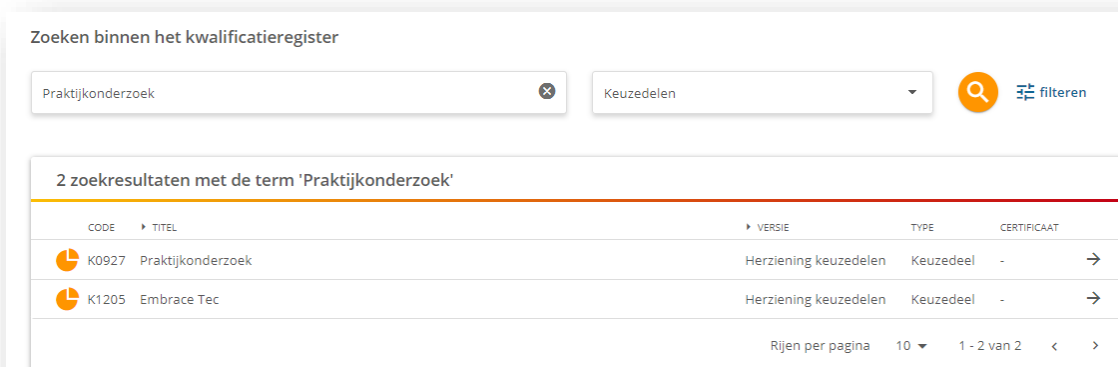 Zoeken binnen het kwalificatieregister
Praktijkonderzoek Keuzedelen filteren
2 zoekresultaten met de term 'Praktijkonderzoek'
CODE TITEL VERSIE TYPE CERTIFICAAT
K0927 Praktijkonderzoek Herziening keuzedelen Keuzedeel -
K1205 Embrace Tec Herziening keuzedelen Keuzedeel -
Rijen per pagina 10 1 - 2 van 2